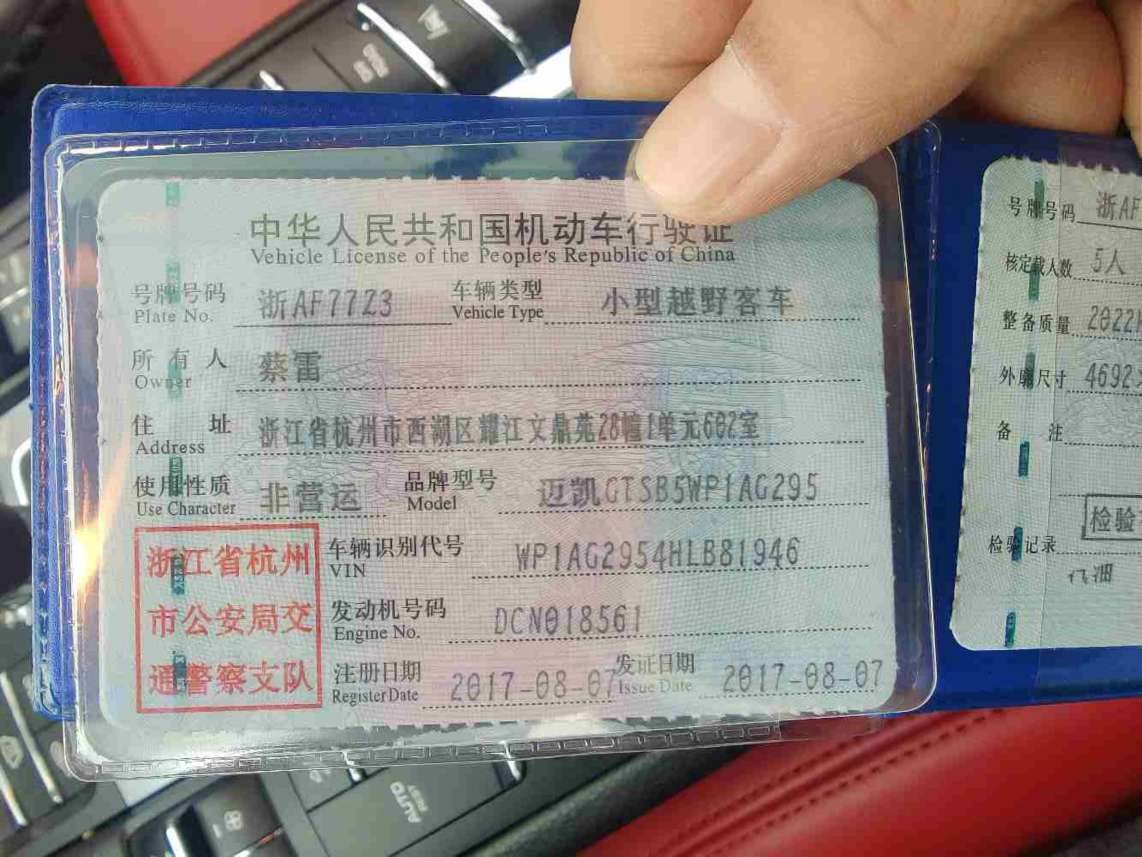 中华人民共和国机动车行驶证
Vehicle License of the People's Republic of China
号牌号码 浙AF77Z3 车辆类型 小型越野客车
Plate No. Vehicle Type
所有人 蔡雷
Owner
住址 浙江省杭州市西湖区耀江文鼎苑28幢1单元602室
Address
使用性质 非营运 品牌型号 迈凯GTSB5WP1AG295
Use Character Model
浙江省杭州
市公安局交
通警察支队
车辆识别代号 WP1AG2954HLB81946
VIN
发动机号码 DCN018561
Engine No.
注册日期 2017-08-07 发证日期 2017-08-07
Register Date Issue Date
号牌号码 浙AF
核定载人数 5人
整备质量 2022
外廓尺寸 4692
备注
检验
检验记录
汽油
AUTO